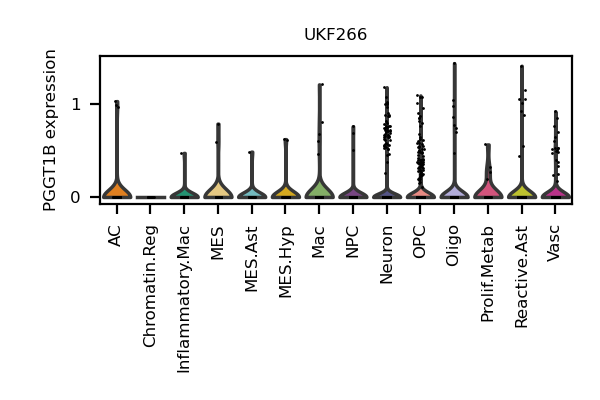 UKF266
PGGT1B expression
1
0
AC
Chromatin.Reg
Inflammatory.Mac
MES
MES.Ast
MES.Hyp
Mac
NPC
Neuron
OPC
Oligo
Prolif.Metab
Reactive.Ast
Vasc